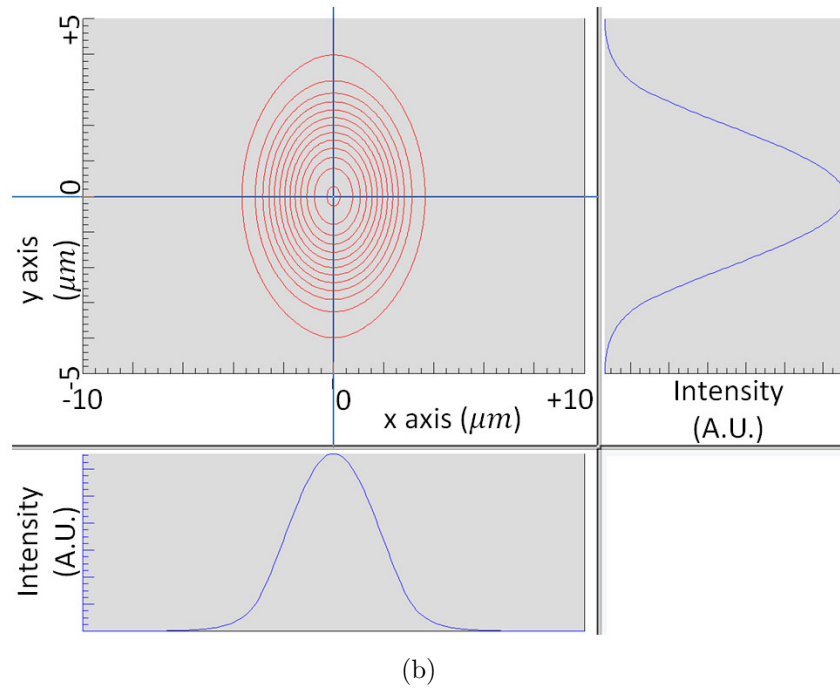 +5
0
-5
y axis
(μm)
-10
0
+10
x axis (μm)
Intensity
(A.U.)
Intensity
(A.U.)
(b)